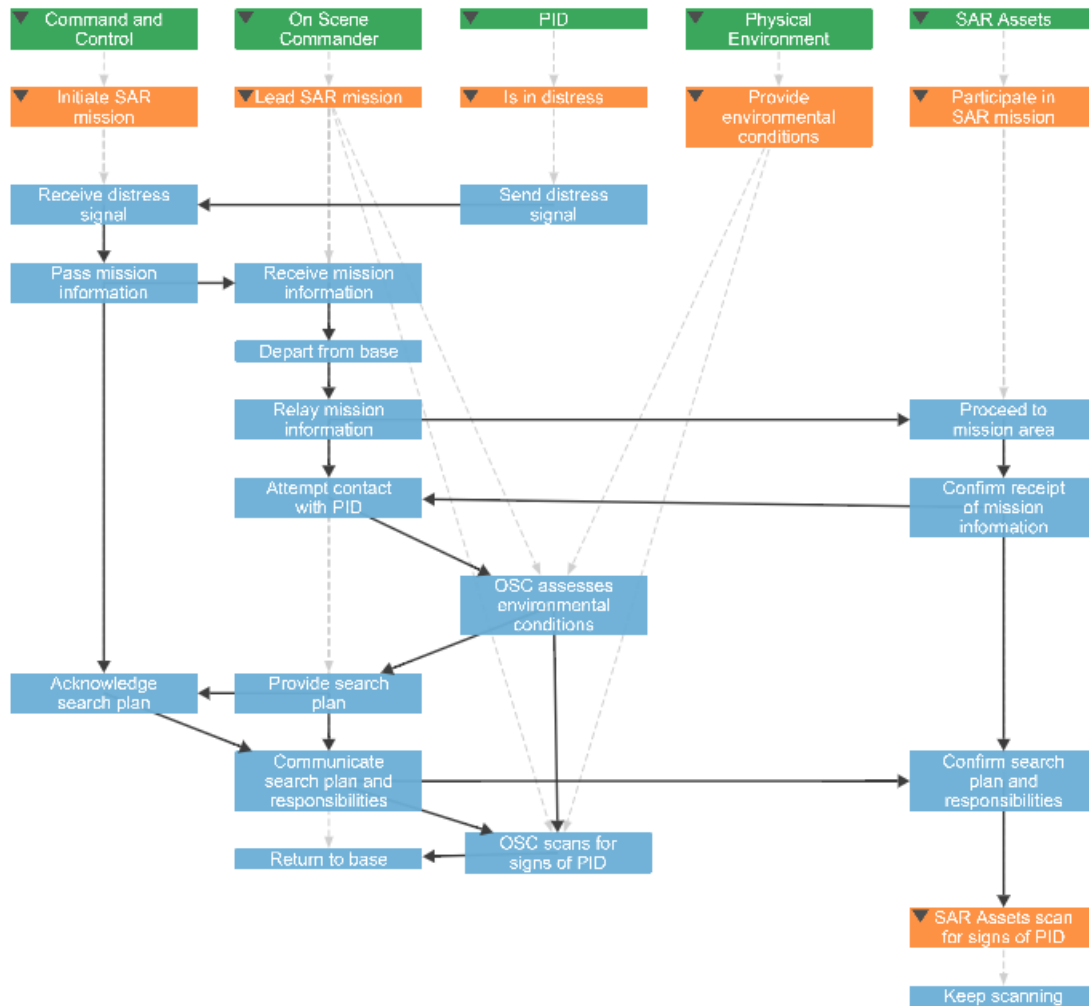 Command and
Control
On Scene
Commander
PID
Physical
Environment
SAR Assets
Initiate SAR
mission
Lead SAR mission
Is in distress
Provide
environmental
conditions
Participate in
SAR mission
Receive distress
signal
Send distress
signal
Pass mission
information
Receive mission
information
Depart from base
Relay mission
information
Proceed to
mission area
Attempt contact
with PID
Confirm receipt
of mission
information
OSC assesses
environmental
conditions
Acknowledge
search plan
Provide search
plan
Communicate
search plan and
responsibilities
Confirm search
plan and
responsibilities
Return to base
OSC scans for
signs of PID
SAR Assets scan
for signs of PID
Keep scanning